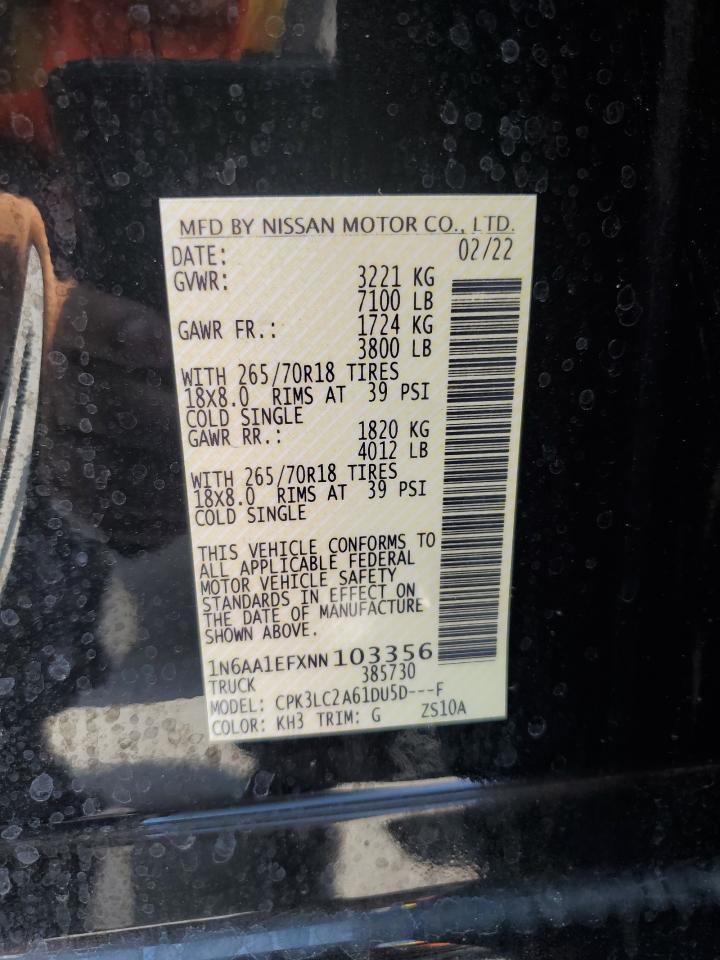 MFD BY NISSAN MOTOR CO., LTD.
DATE: 02/22
GVWR: 3221 KG
7100 LB
GAWR FR.: 1724 KG
3800 LB
WITH 265/70R18 TIRES
18X8.0 RIMS AT 39 PSI
COLD SINGLE
GAWR RR.: 1820 KG
4012 LB
WITH 265/70R18 TIRES
18X8.0 RIMS AT 39 PSI
COLD SINGLE
THIS VEHICLE CONFORMS TO
ALL APPLICABLE FEDERAL
MOTOR VEHICLE SAFETY
STANDARDS IN EFFECT ON
THE DATE OF MANUFACTURE
SHOWN ABOVE.
1N6AA1EFXNN103356
TRUCK 385730
MODEL: CPK3LC2A61DU5D---F
COLOR: KH3 TRIM: G ZS10A